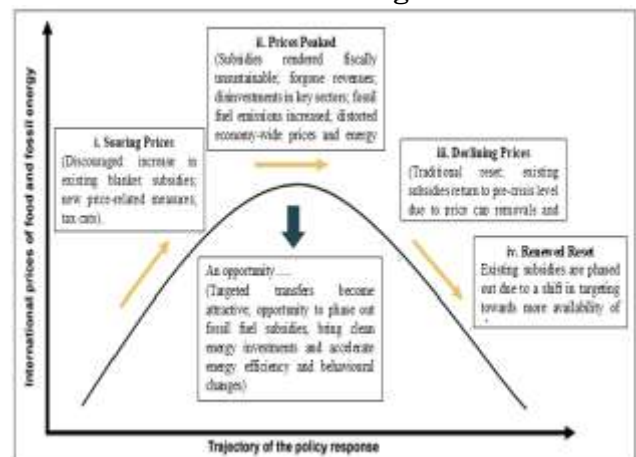 ii. Prices Peaked
(Subsidies rendered fiscally
unsustainable; forgone revenues;
disinvestments in key sectors; fossil
fuel emissions increased; distorted
economy-wide prices and energy
i. Soaring Prices
(Discouraged increase in
existing blanket subsidies;
new price-related measures;
tax cuts).
iii. Declining Prices
(Traditional reset, existing
subsidies return to pre-crisis level
due to price cap removals and
iv. Renewed Reset
Existing subsidies are phased
out due to a shift in targeting
towards more availability of
An opportunity ....
(Targeted transfers become
attractive; opportunity to phase out
fossil fuel subsidies, bring clean
energy investments and accelerate
energy efficiency and behavioural
changes)
International prices of food and fossil energy
Trajectory of the policy response